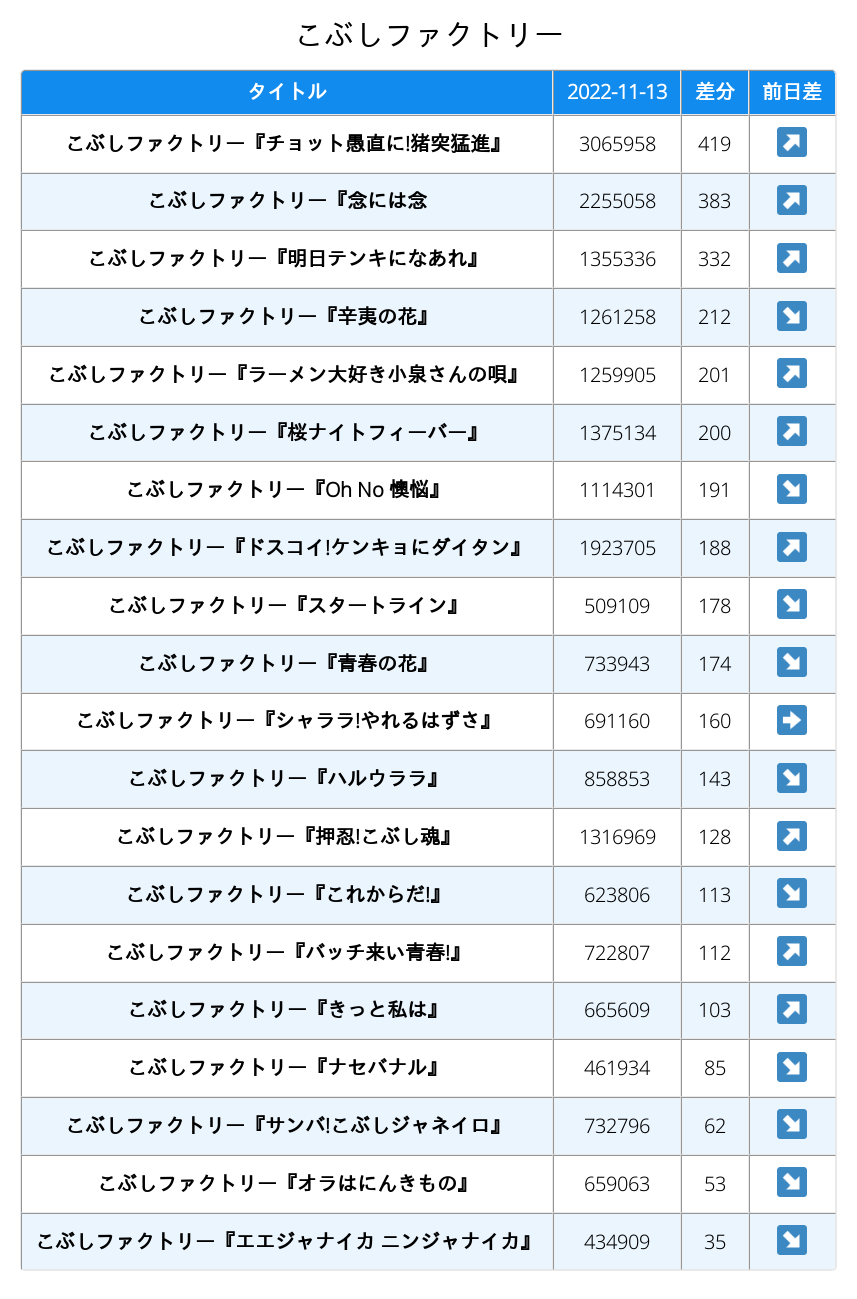 こぶしファクトリー
タイトル 2022-11-13 差分 前日差
こぶしファクトリー『チョット愚直に!猪突猛進』 3065958 419 ↗
こぶしファクトリー『念には念 2255058 383 ↗
こぶしファクトリー『明日テンキになあれ』 1355336 332 ↗
こぶしファクトリー『辛夷の花』 1261258 212 ↘
こぶしファクトリー『ラーメン大好き小泉さんの唄』 1259905 201 ↗
こぶしファクトリー『桜ナイトフィーバー』 1375134 200 ↗
こぶしファクトリー『Oh No 懊悩』 1114301 191 ↘
こぶしファクトリー『ドスコイ!ケンキョにダイタン』 1923705 188 ↗
こぶしファクトリー『スタートライン』 509109 178 ↘
こぶしファクトリー『青春の花』 733943 174 ↘
こぶしファクトリー『シャララ!やれるはずさ』 691160 160 ➡
こぶしファクトリー『ハルウララ』 858853 143 ↘
こぶしファクトリー『押忍!こぶし魂』 1316969 128 ↗
こぶしファクトリー『これからだ!』 623806 113 ↘
こぶしファクトリー『バッチ来い青春!』 722807 112 ↗
こぶしファクトリー『きっと私は』 665609 103 ↗
こぶしファクトリー『ナセバナル』 461934 85 ↘
こぶしファクトリー『サンバ!こぶしジャネイロ』 732796 62 ↘
こぶしファクトリー『オラはにんきもの』 659063 53 ↘
こぶしファクトリー『エエジャナイカ ニンジャナイカ』 434909 35 ↘